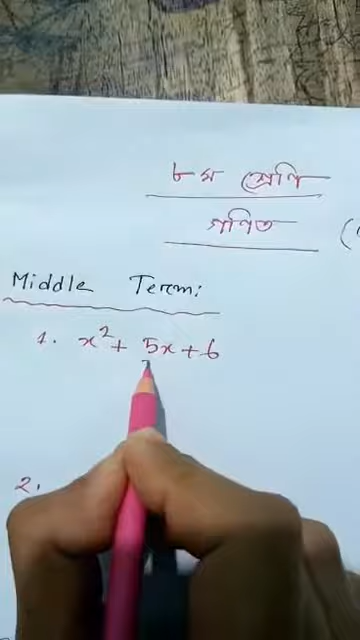 ৮ম শ্রেণি
গণিত
Middle Term:
1. x² + 5x + 6
2.